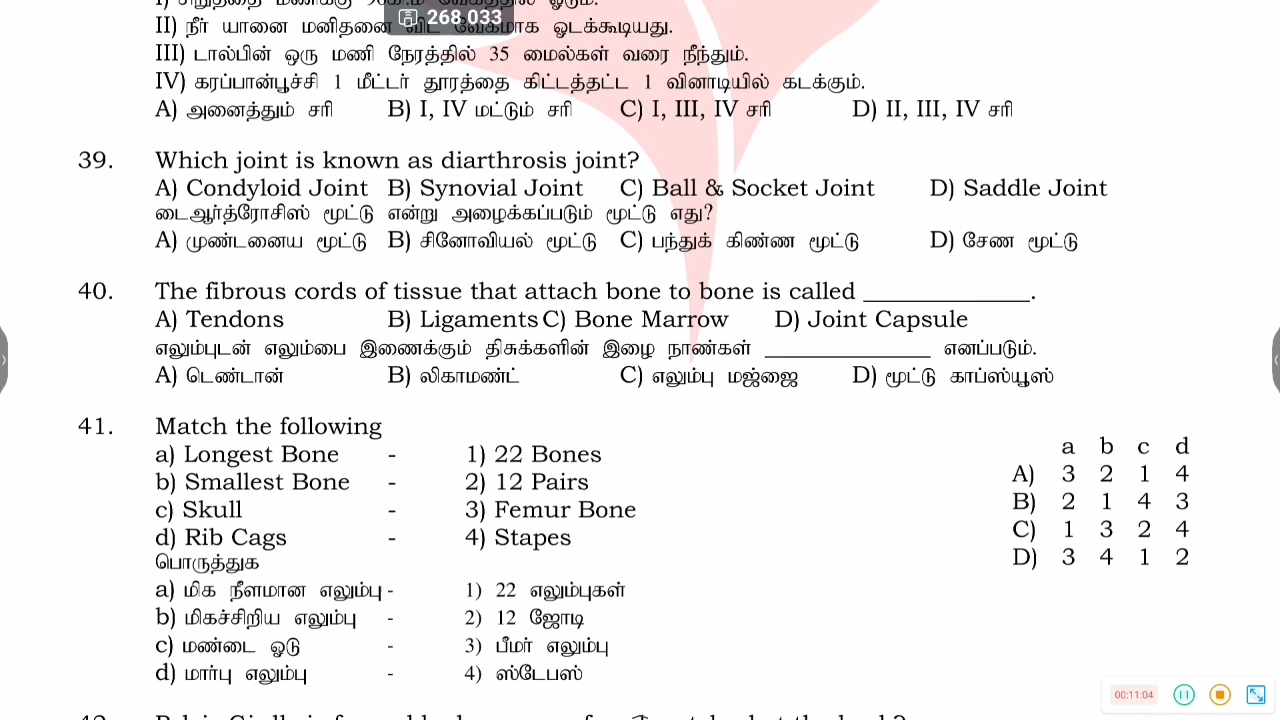 268,033
II) நீர் யானை மனிதனை விட வேகமாக ஓடக்கூடியது.
III) டால்பின் ஒரு மணி நேரத்தில் 35 மைல்கள் வரை நீந்தும்.
IV) கரப்பான்பூச்சி 1 மீட்டர் தூரத்தை கிட்டத்தட்ட 1 வினாடியில் கடக்கும்.
A) அனைத்தும் சரி B) I, IV மட்டும் சரி C) I, III, IV சரி D) II, III, IV சரி
39. Which joint is known as diarthrosis joint?
A) Condyloid Joint B) Synovial Joint C) Ball & Socket Joint D) Saddle Joint
டைஆர்த்ரோசிஸ் மூட்டு என்று அழைக்கப்படும் மூட்டு எது?
A) முண்டனைய மூட்டு B) சினோவியல் மூட்டு C) பந்துக் கிண்ண மூட்டு D) சேண மூட்டு
40. The fibrous cords of tissue that attach bone to bone is called ____________.
A) Tendons B) Ligaments C) Bone Marrow D) Joint Capsule
எலும்புடன் எலும்பை இணைக்கும் திசுக்களின் இழை நாண்கள் ____________ எனப்படும்.
A) டெண்டான் B) லிகாமண்ட் C) எலும்பு மஜ்ஜை D) மூட்டு காப்ஸ்யூஸ்
41. Match the following
a) Longest Bone - 1) 22 Bones
b) Smallest Bone - 2) 12 Pairs
c) Skull - 3) Femur Bone
d) Rib Cags - 4) Stapes
a b c d
A) 3 2 1 4
B) 2 1 4 3
C) 1 3 2 4
D) 3 4 1 2
பொருத்துக
a) மிக நீளமான எலும்பு - 1) 22 எலும்புகள்
b) மிகச்சிறிய எலும்பு - 2) 12 ஜோடி
c) மண்டை ஓடு - 3) பீமர் எலும்பு
d) மார்பு எலும்பு - 4) ஸ்டேபஸ்
00:11:04